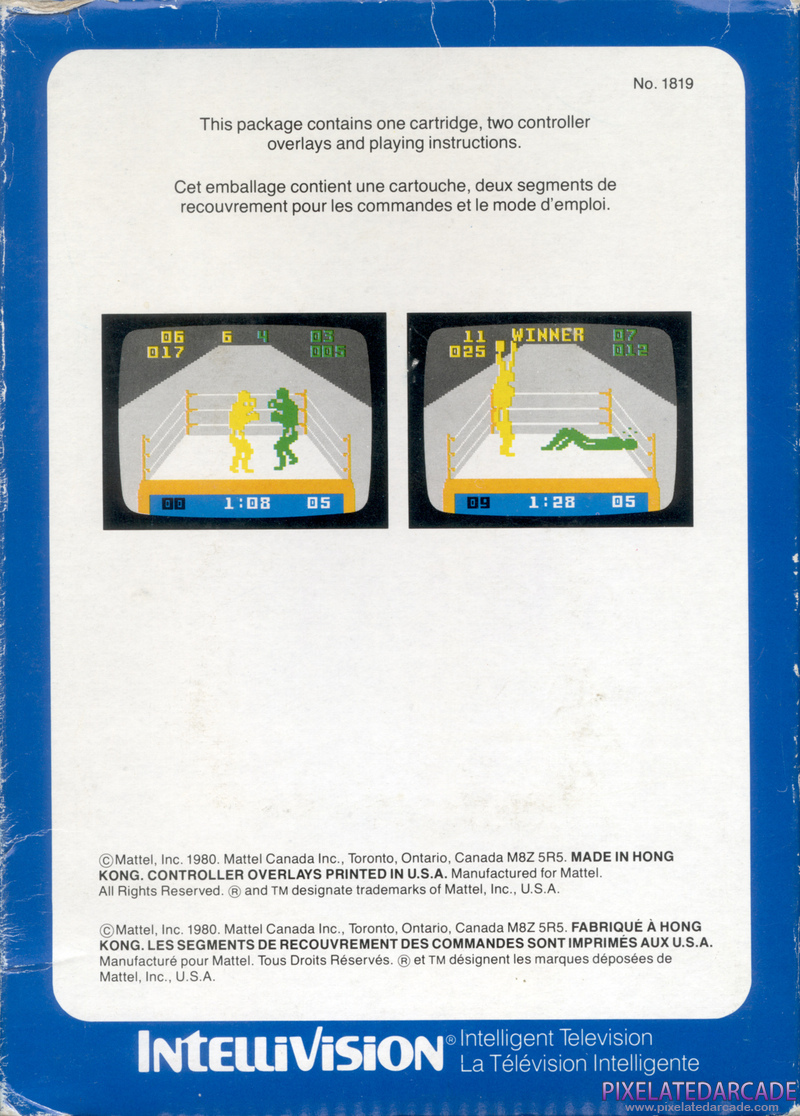 No. 1819
This package contains one cartridge, two controller
overlays and playing instructions.
Cet emballage contient une cartouche, deux segments de
recouvrement pour les commandes et le mode d'emploi.
06 6 4 03
017 005
00 1:08 05
11 WINNER 07
025 012
09 1:28 05
©Mattel, Inc. 1980. Mattel Canada Inc., Toronto, Ontario, Canada M8Z 5R5. MADE IN HONG
KONG. CONTROLLER OVERLAYS PRINTED IN U.S.A. Manufactured for Mattel.
All Rights Reserved. ® and TM designate trademarks of Mattel, Inc., U.S.A.
©Mattel, Inc. 1980. Mattel Canada Inc., Toronto, Ontario, Canada M8Z 5R5. FABRIQUÉ À HONG
KONG. LES SEGMENTS DE RECOUVREMENT DES COMMANDES SONT IMPRIMÉS AUX U.S.A.
Manufacturé pour Mattel. Tous Droits Réservés. ® et TM désignent les marques déposées de
Mattel, Inc., U.S.A.
INTELLIVISION® Intelligent Television
La Télévision Intelligente
PIXELATEDARCADE
www.pixelatedarcade.com